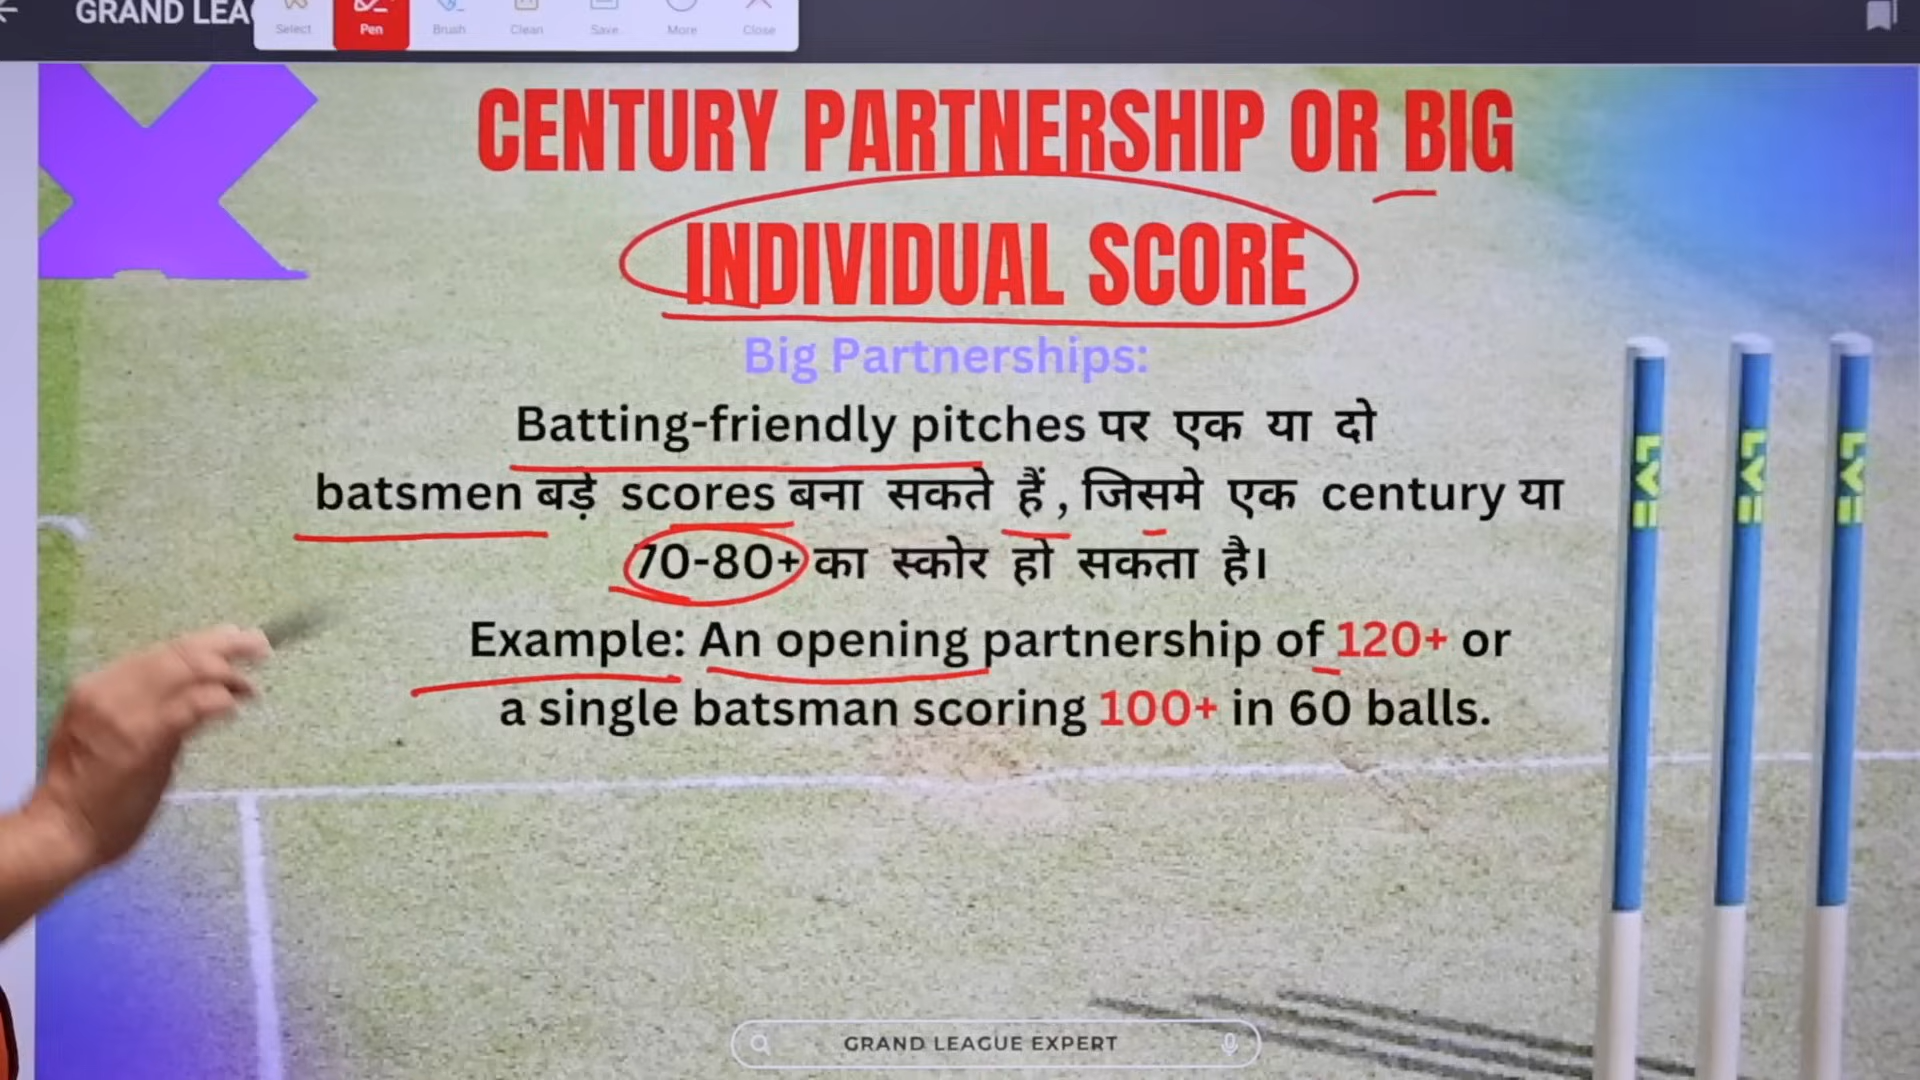 GRAND LEA
Select Pen Brush Clean Save More Close
CENTURY PARTNERSHIP OR BIG
INDIVIDUAL SCORE
Big Partnerships:
Batting-friendly pitches पर एक या दो
batsmen बड़े scores बना सकते हैं, जिसमे एक century या
70-80+ का स्कोर हो सकता है।
Example: An opening partnership of 120+ or
a single batsman scoring 100+ in 60 balls.
GRAND LEAGUE EXPERT